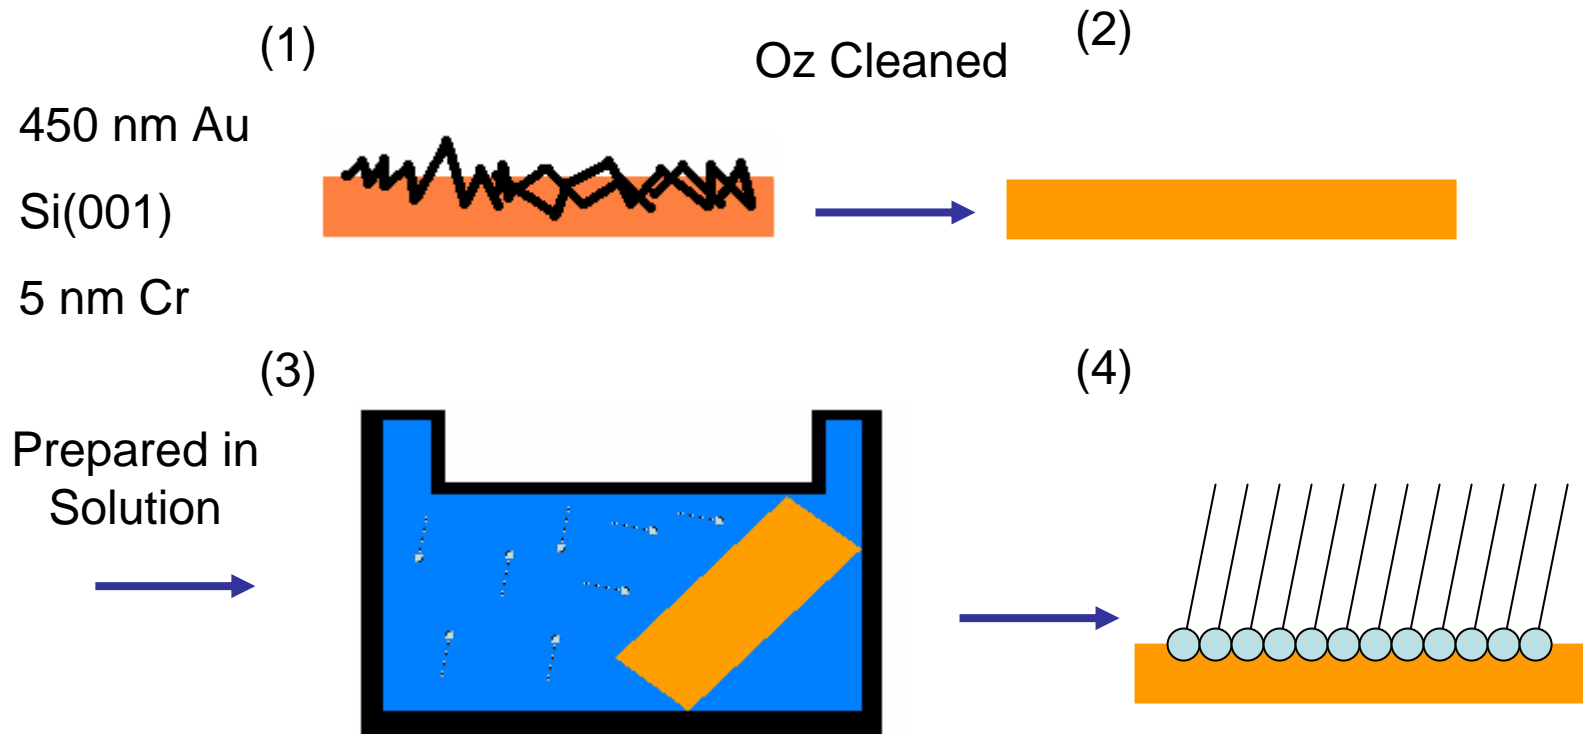 (1)
Oz Cleaned
(2)
450 nm Au
Si(001)
5 nm Cr
(3)
(4)
Prepared in
Solution